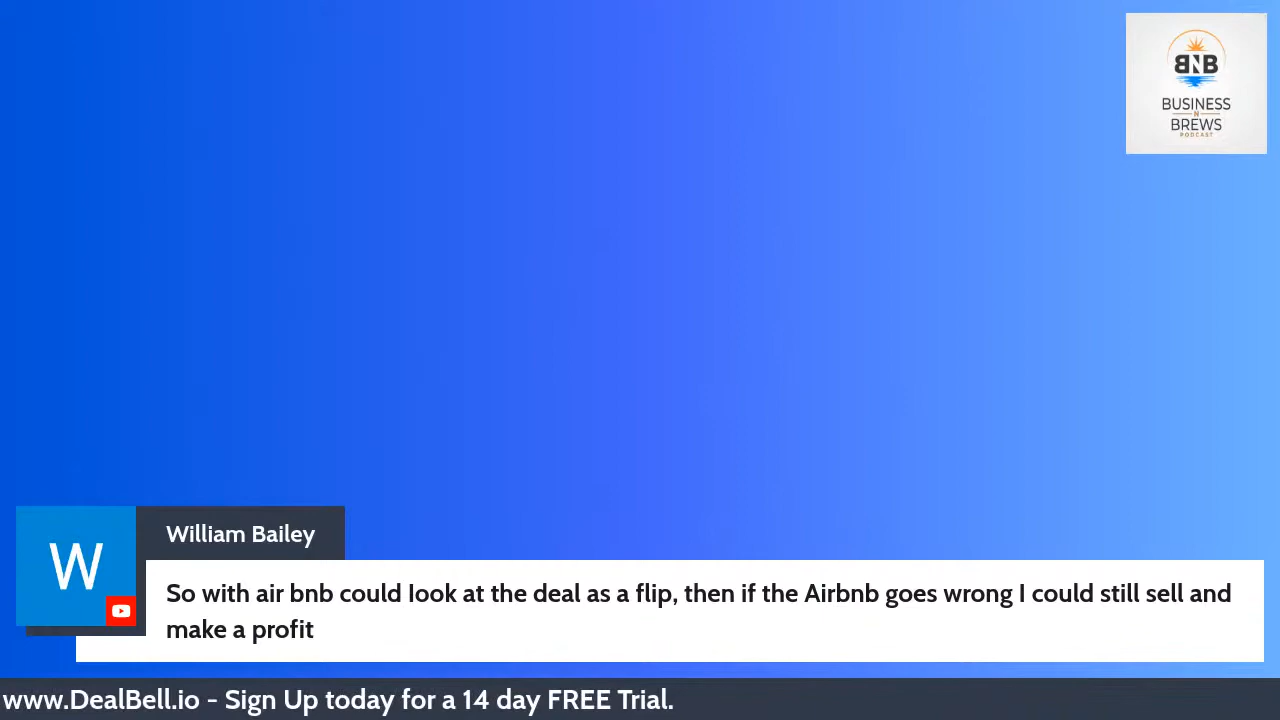 BNB
BUSINESS
N
BREWS
PODCAST
W
William Bailey
So with air bnb could look at the deal as a flip, then if the Airbnb goes wrong I could still sell and
make a profit
www.DealBell.io - Sign Up today for a 14 day FREE Trial.